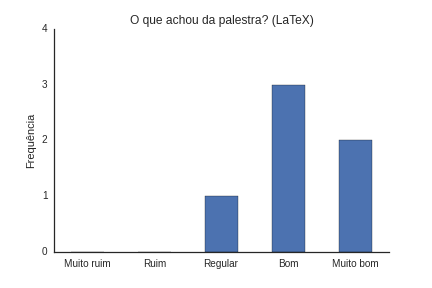 O que achou da palestra? (LaTeX)
4
3
2
1
0
Frequência
Muito ruim Ruim Regular Bom Muito bom